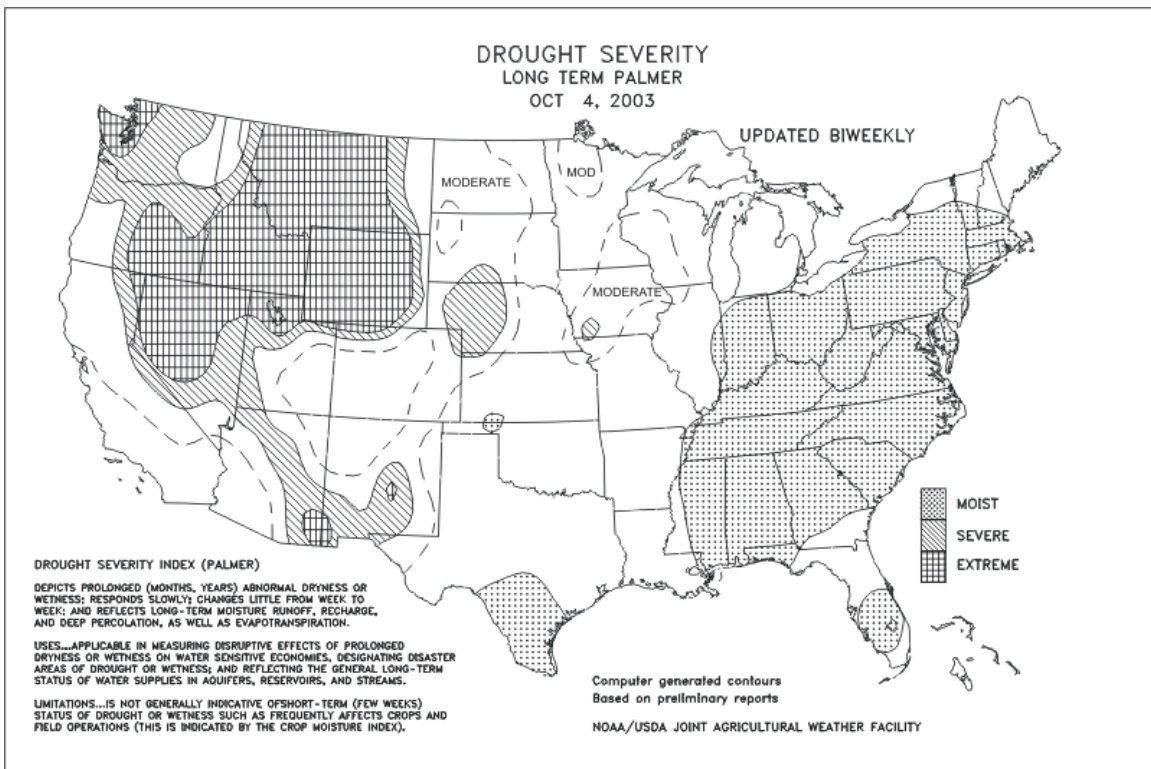 DROUGHT SEVERITY
LONG TERM PALMER
OCT 4, 2003
UPDATED BIWEEKLY
MODERATE
MOD
MODERATE
MOIST
SEVERE
EXTREME
DROUGHT SEVERITY INDEX (PALMER)
DEPICTS PROLONGED (MONTHS, YEARS) ABNORMAL DRYNESS OR
WETNESS; RESPONDS SLOWLY; CHANGES LITTLE FROM WEEK TO
WEEK; AND REFLECTS LONG-TERM MOISTURE RUNOFF, RECHARGE,
AND DEEP PERCOLATION, AS WELL AS EVAPOTRANSPIRATION.
USES...APPLICABLE IN MEASURING DISRUPTIVE EFFECTS OF PROLONGED
DRYNESS OR WETNESS ON WATER SENSITIVE ECONOMIES, DESIGNATING DISASTER
AREAS OF DROUGHT OR WETNESS; AND REFLECTING THE GENERAL LONG-TERM
STATUS OF WATER SUPPLIES IN AQUIFERS, RESERVOIRS, AND STREAMS.
LIMITATIONS...IS NOT GENERALLY INDICATIVE OFSHORT-TERM (FEW WEEKS)
STATUS OF DROUGHT OR WETNESS SUCH AS FREQUENTLY AFFECTS CROPS AND
FIELD OPERATIONS (THIS IS INDICATED BY THE CROP MOISTURE INDEX).
Computer generated contours
Based on preliminary reports
NOAA/USDA JOINT AGRICULTURAL WEATHER FACILITY